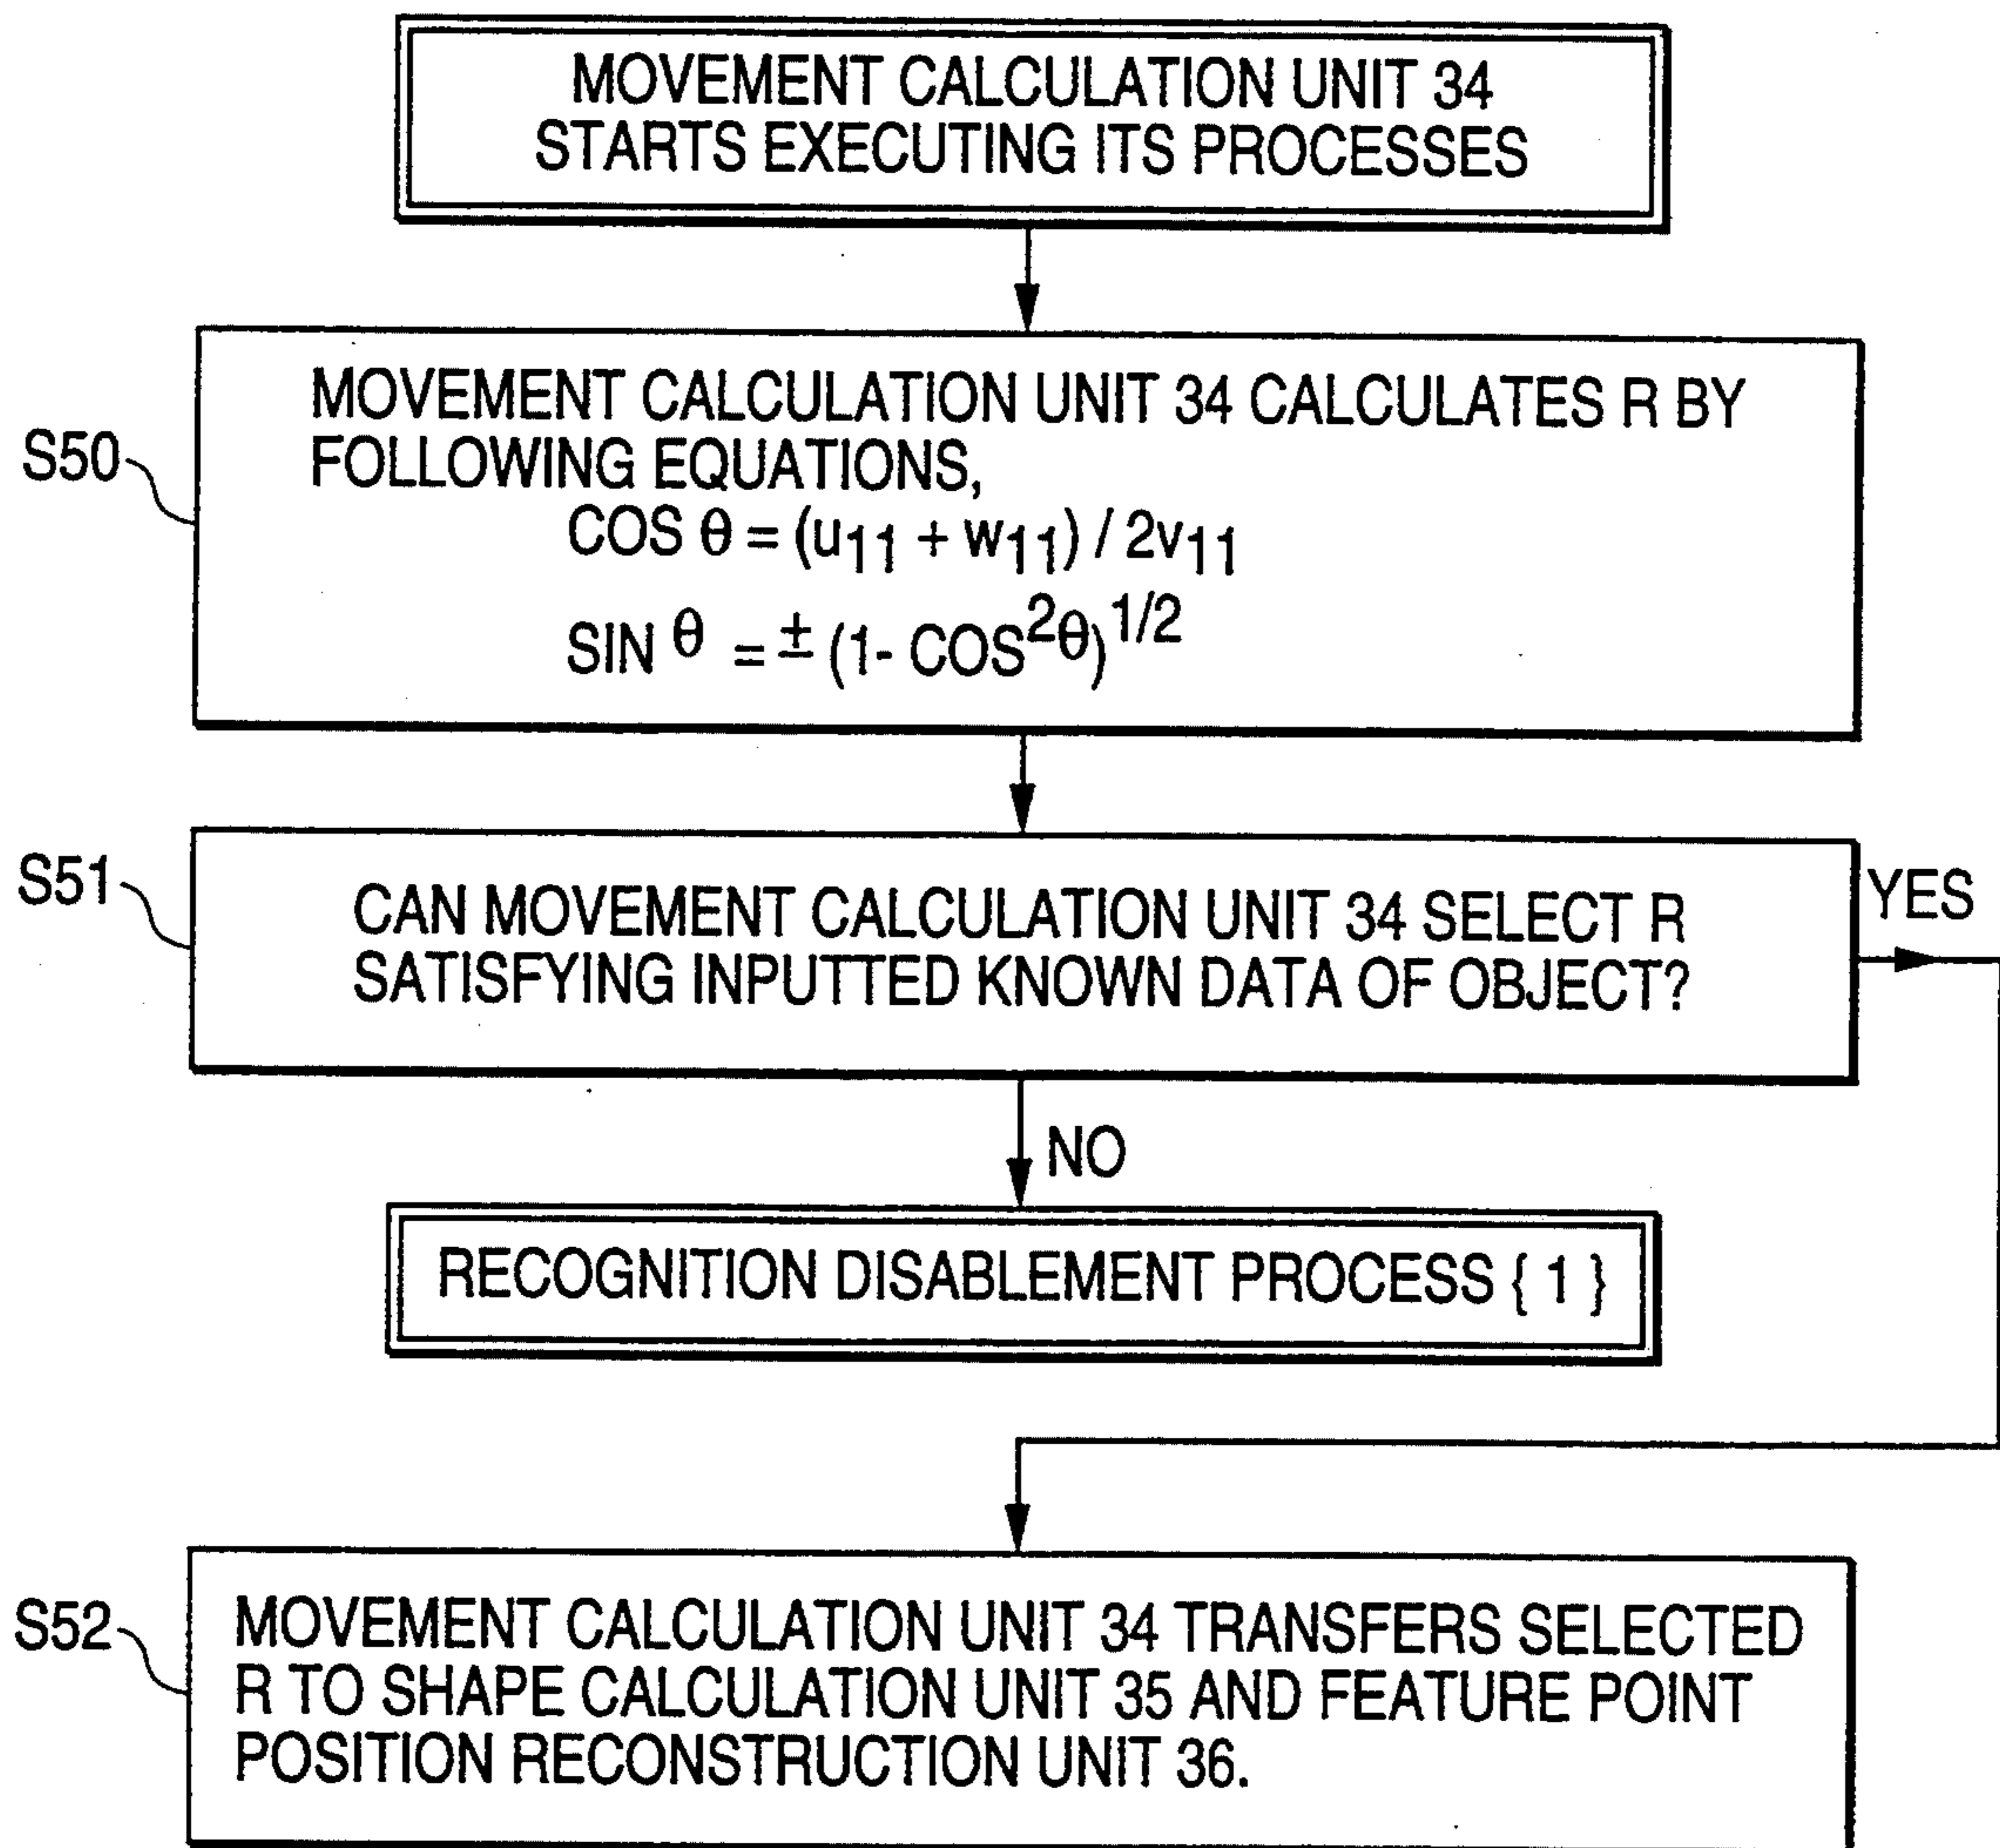 MOVEMENT CALCULATION UNIT 34
STARTS EXECUTING ITS PROCESSES
S50
MOVEMENT CALCULATION UNIT 34 CALCULATES R BY
FOLLOWING EQUATIONS,
COS θ = (u11 + w11) / 2v11
SIN θ = ± (1- COS²θ)^1/2
S51
CAN MOVEMENT CALCULATION UNIT 34 SELECT R
SATISFYING INPUTTED KNOWN DATA OF OBJECT?
YES
NO
RECOGNITION DISABLEMENT PROCESS { 1 }
S52
MOVEMENT CALCULATION UNIT 34 TRANSFERS SELECTED
R TO SHAPE CALCULATION UNIT 35 AND FEATURE POINT
POSITION RECONSTRUCTION UNIT 36.